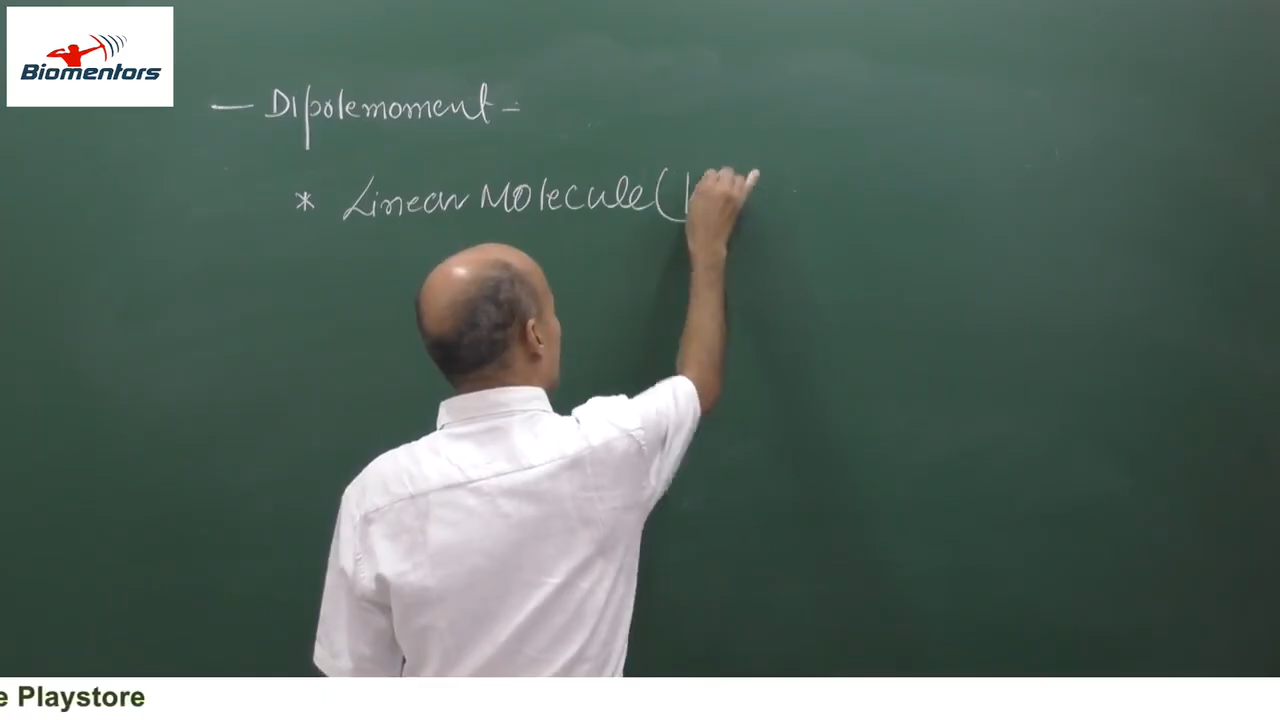 Biomentors
— Dipolemoment -
* Linear Molecule (
e Playstore